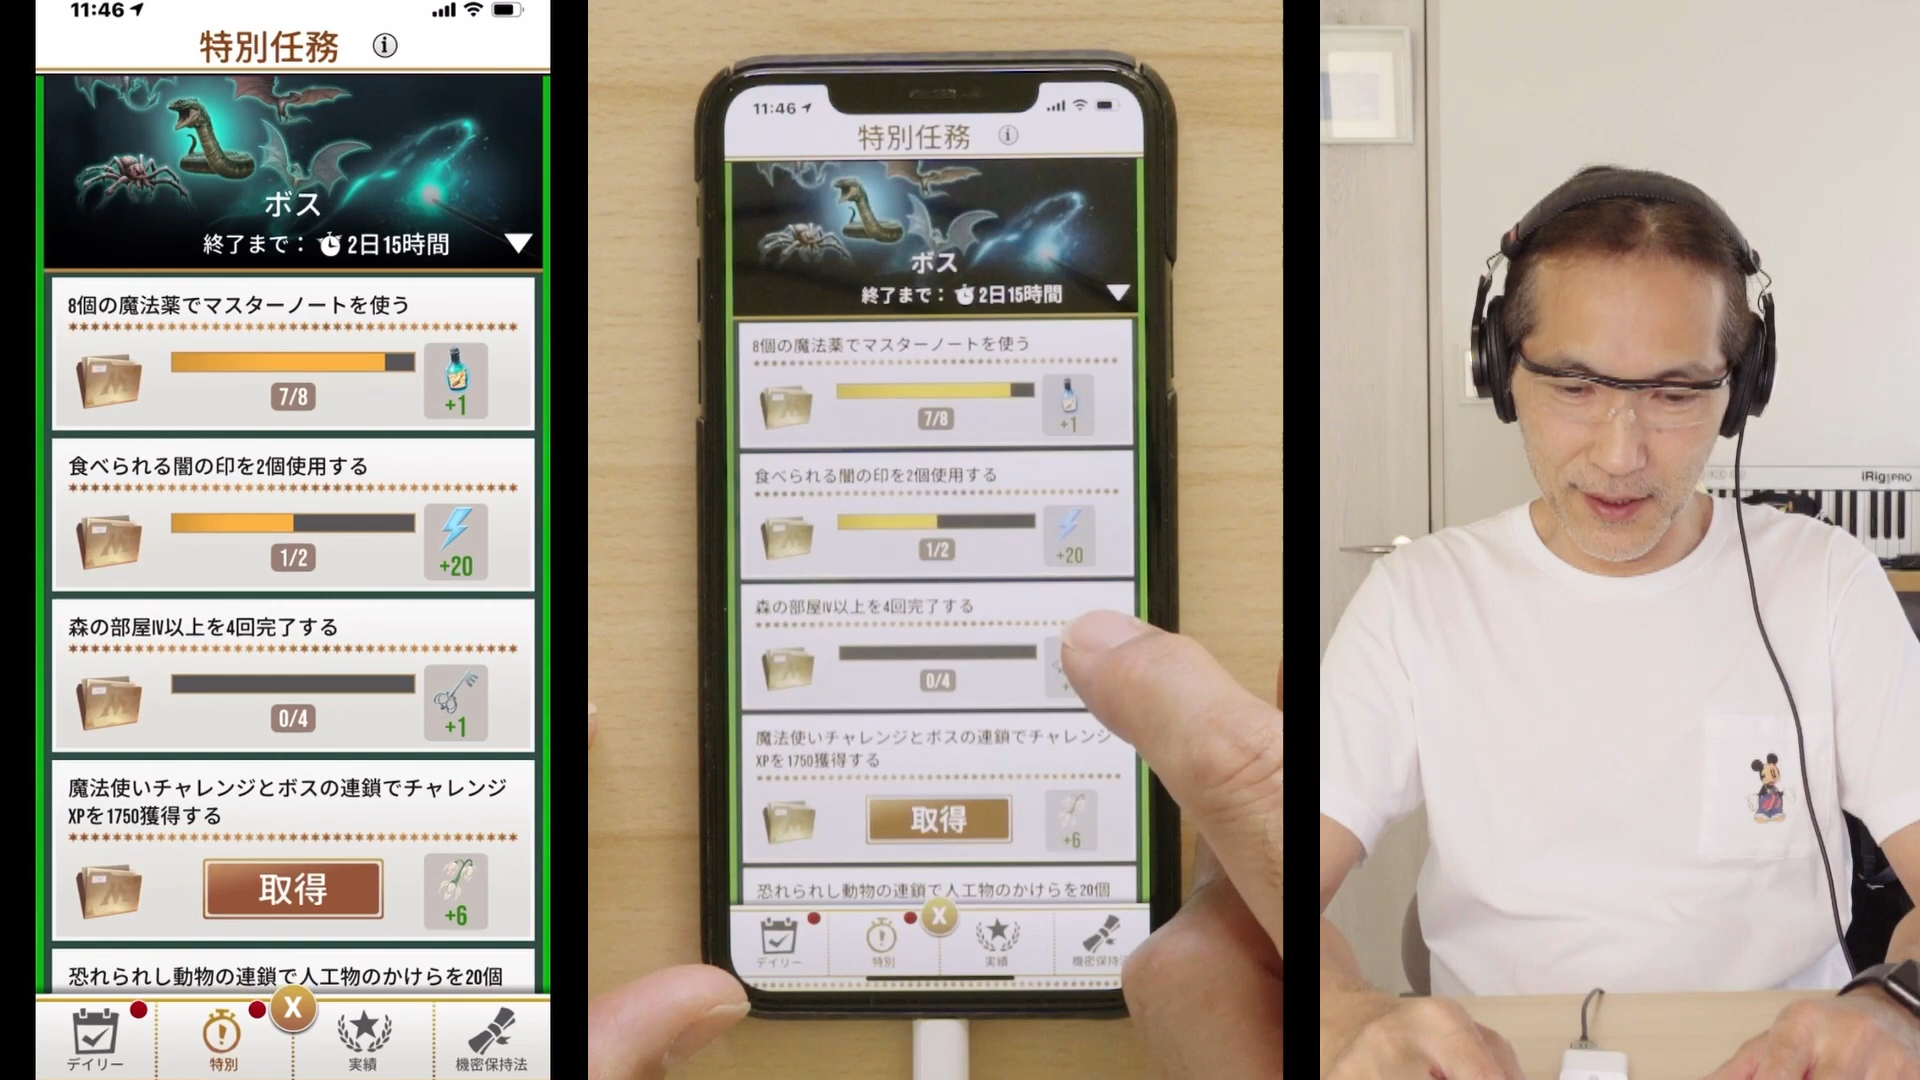 11:46
特別任務
ボス
終了まで： 2日15時間
8個の魔法薬でマスターノートを使う
7/8
+1
食べられる闇の印を2個使用する
1/2
+20
森の部屋Ⅳ以上を4回完了する
0/4
+1
魔法使いチャレンジとボスの連鎖でチャレンジ
XPを1750獲得する
取得
+6
恐れられし動物の連鎖で人工物のかけらを20個
X
デイリー
特別
実績
機密保持法
11:46
特別任務
ボス
終了まで： 2日15時間
8個の魔法薬でマスターノートを使う
7/8
+1
食べられる闇の印を2個使用する
1/2
+20
森の部屋Ⅳ以上を4回完了する
0/4
魔法使いチャレンジとボスの連鎖でチャレンジ
XPを1750獲得する
取得
+6
恐れられし動物の連鎖で人工物のかけらを20個
X
デイリー
特別
実績
機密保持法
iRig PRO